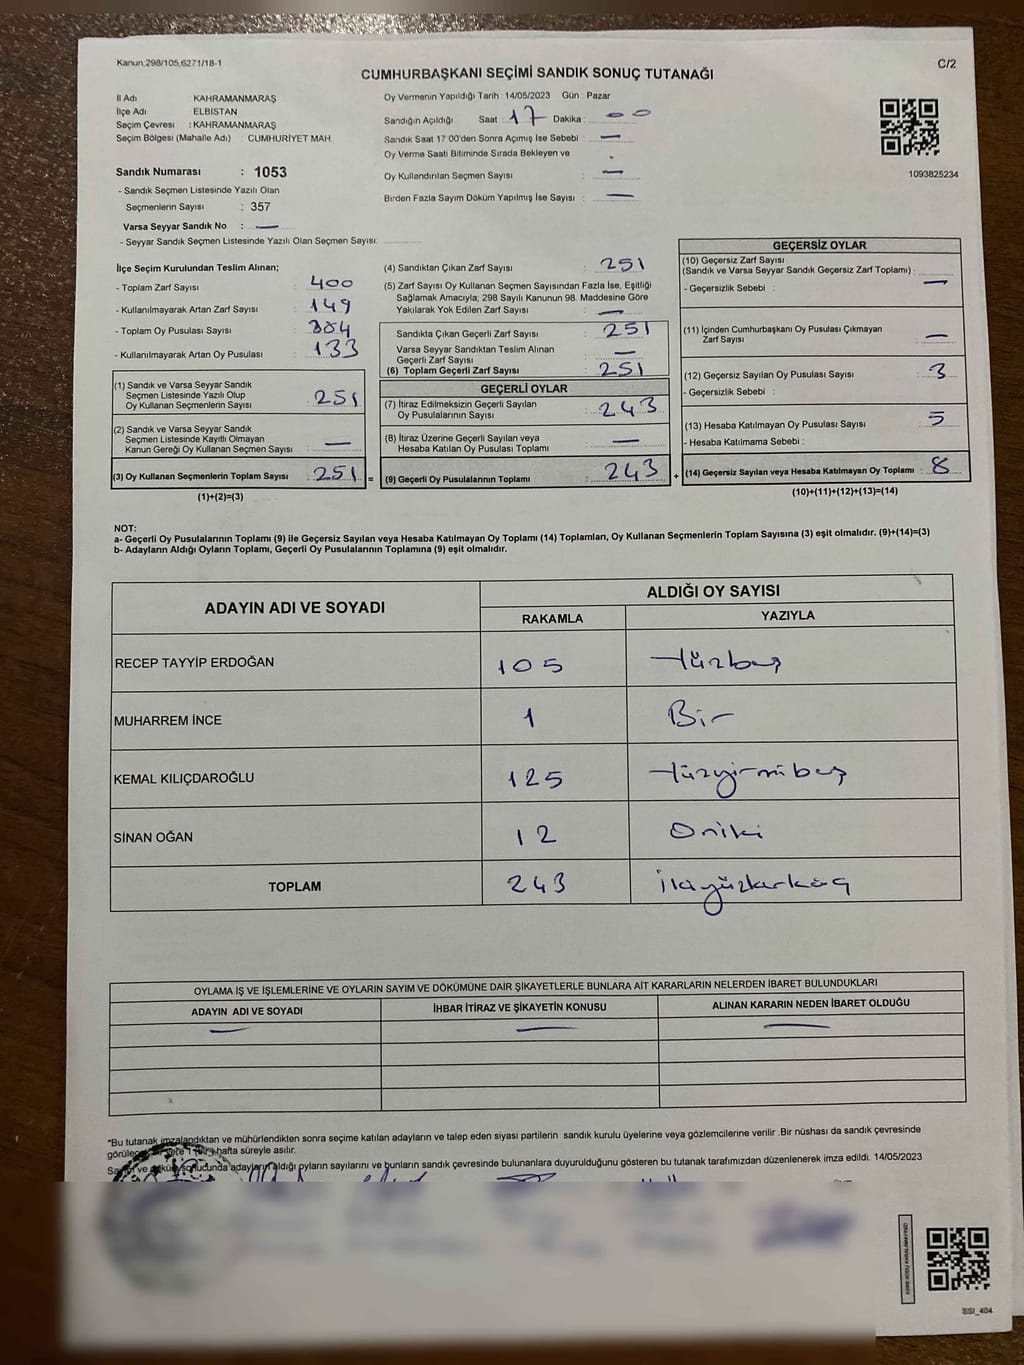 Kanun,298/105,6271/18-1
C/2
CUMHURBAŞKANI SEÇİMİ SANDIK SONUÇ TUTANAĞI
İl Adı KAHRAMANMARAŞ
İlçe Adı ELBİSTAN
Seçim Çevresi : KAHRAMANMARAŞ
Seçim Bölgesi (Mahalle Adı) : CUMHURİYET MAH.
Sandık Numarası : 1053
- Sandık Seçmen Listesinde Yazılı Olan
Seçmenlerin Sayısı : 357
Varsa Seyyar Sandık No : —
- Seyyar Sandık Seçmen Listesinde Yazılı Olan Seçmen Sayısı:
Oy Vermenin Yapıldığı Tarih : 14/05/2023 Gün : Pazar
Sandığın Açıldığı Saat : 17 Dakika : 00
Sandık Saat 17:00'den Sonra Açımış İse Sebebi : —
Oy Verme Saati Bitiminde Sırada Bekleyen ve
Oy Kullandırılan Seçmen Sayısı : —
Birden Fazla Sayım Döküm Yapılmış İse Sayısı : —
1093825234
İlçe Seçim Kurulundan Teslim Alınan;
- Toplam Zarf Sayısı : 400
- Kullanılmayarak Artan Zarf Sayısı : 149
- Toplam Oy Pusulası Sayısı : 384
- Kullanılmayarak Artan Oy Pusulası : 133
(1) Sandık ve Varsa Seyyar Sandık
Seçmen Listesinde Yazılı Olup
Oy Kullanan Seçmenlerin Sayısı : 251
(2) Sandık ve Varsa Seyyar Sandık
Seçmen Listesinde Kayıtlı Olmayan
Kanun Gereği Oy Kullanan Seçmen Sayısı : —
(3) Oy Kullanan Seçmenlerin Toplam Sayısı : 251 =
(1)+(2)=(3)
(4) Sandıktan Çıkan Zarf Sayısı : 251
(5) Zarf Sayısı Oy Kullanan Seçmen Sayısından Fazla İse, Eşitliği
Sağlamak Amacıyla; 298 Sayılı Kanunun 98. Maddesine Göre
Yakılarak Yok Edilen Zarf Sayısı : —
Sandıkta Çıkan Geçerli Zarf Sayısı : 251
Varsa Seyyar Sandıktan Teslim Alınan
Geçerli Zarf Sayısı : —
(6) Toplam Geçerli Zarf Sayısı : 251
GEÇERLİ OYLAR
(7) İtiraz Edilmeksizin Geçerli Sayılan
Oy Pusulalarının Sayısı : 243
(8) İtiraz Üzerine Geçerli Sayılan veya
Hesaba Katılan Oy Pusulası Toplamı : —
(9) Geçerli Oy Pusulalarının Toplamı : 243 +
GEÇERSİZ OYLAR
(10) Geçersiz Zarf Sayısı
(Sandık ve Varsa Seyyar Sandık Geçersiz Zarf Toplamı) :
- Geçersizlik Sebebi : —
(11) İçinden Cumhurbaşkanı Oy Pusulası Çıkmayan
Zarf Sayısı : —
(12) Geçersiz Sayılan Oy Pusulası Sayısı : 3
- Geçersizlik Sebebi :
(13) Hesaba Katılmayan Oy Pusulası Sayısı : 5
- Hesaba Katılmama Sebebi :
(14) Geçersiz Sayılan veya Hesaba Katılmayan Oy Toplamı : 8
(10)+(11)+(12)+(13)=(14)
NOT:
a- Geçerli Oy Pusulalarının Toplamı (9) ile Geçersiz Sayılan veya Hesaba Katılmayan Oy Toplamı (14) Toplamları, Oy Kullanan Seçmenlerin Toplam Sayısına (3) eşit olmalıdır. (9)+(14)=(3)
b- Adayların Aldığı Oyların Toplamı, Geçerli Oy Pusulalarının Toplamına (9) eşit olmalıdır.
ADAYIN ADI VE SOYADI
ALDIĞI OY SAYISI
RAKAMLA YAZIYLA
RECEP TAYYİP ERDOĞAN 105 Yüzbeş
MUHARREM İNCE 1 Bir
KEMAL KILIÇDAROĞLU 125 Yüzyirmibeş
SİNAN OĞAN 12 Oniki
TOPLAM 243
OYLAMA İŞ VE İŞLEMLERİNE VE OYLARIN SAYIM VE DÖKÜMÜNE DAİR ŞİKAYETLERLE BUNLARA AİT KARARLARIN NELERDEN İBARET BULUNDUKLARI
ADAYIN ADI VE SOYADI İHBAR İTİRAZ VE ŞİKAYETİN KONUSU ALINAN KARARIN NEDEN İBARET OLDUĞU
— — —
*Bu tutanak imzalandıktan ve mühürlendikten sonra seçime katılan adayların ve talep eden siyasi partilerin sandık kurulu üyelerine veya gözlemcilerine verilir. Bir nüshası da sandık çevresinde
1 (Bir) hafta süreyle asılır.
ve sonucunda adayların aldığı oyların sayılarını ve bunların sandık çevresinde bulunanlara duyurulduğunu gösteren bu tutanak tarafımızdan düzenlenerek imza edildi. 14/05/2023
SSI_404